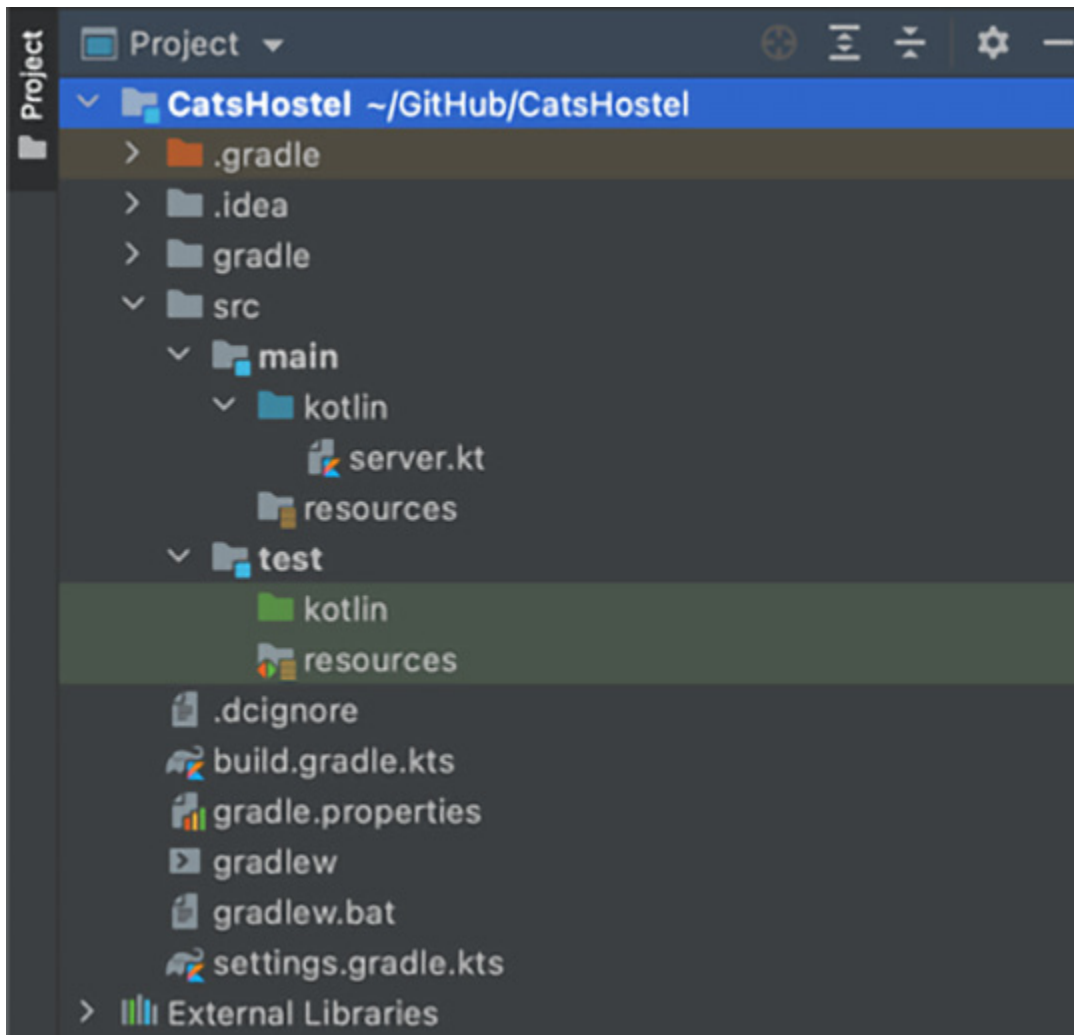 Project
Project
CatsHostel ~/GitHub/CatsHostel
.gradle
.idea
gradle
src
main
kotlin
server.kt
resources
test
kotlin
resources
.dcignore
build.gradle.kts
gradle.properties
gradlew
gradlew.bat
settings.gradle.kts
External Libraries